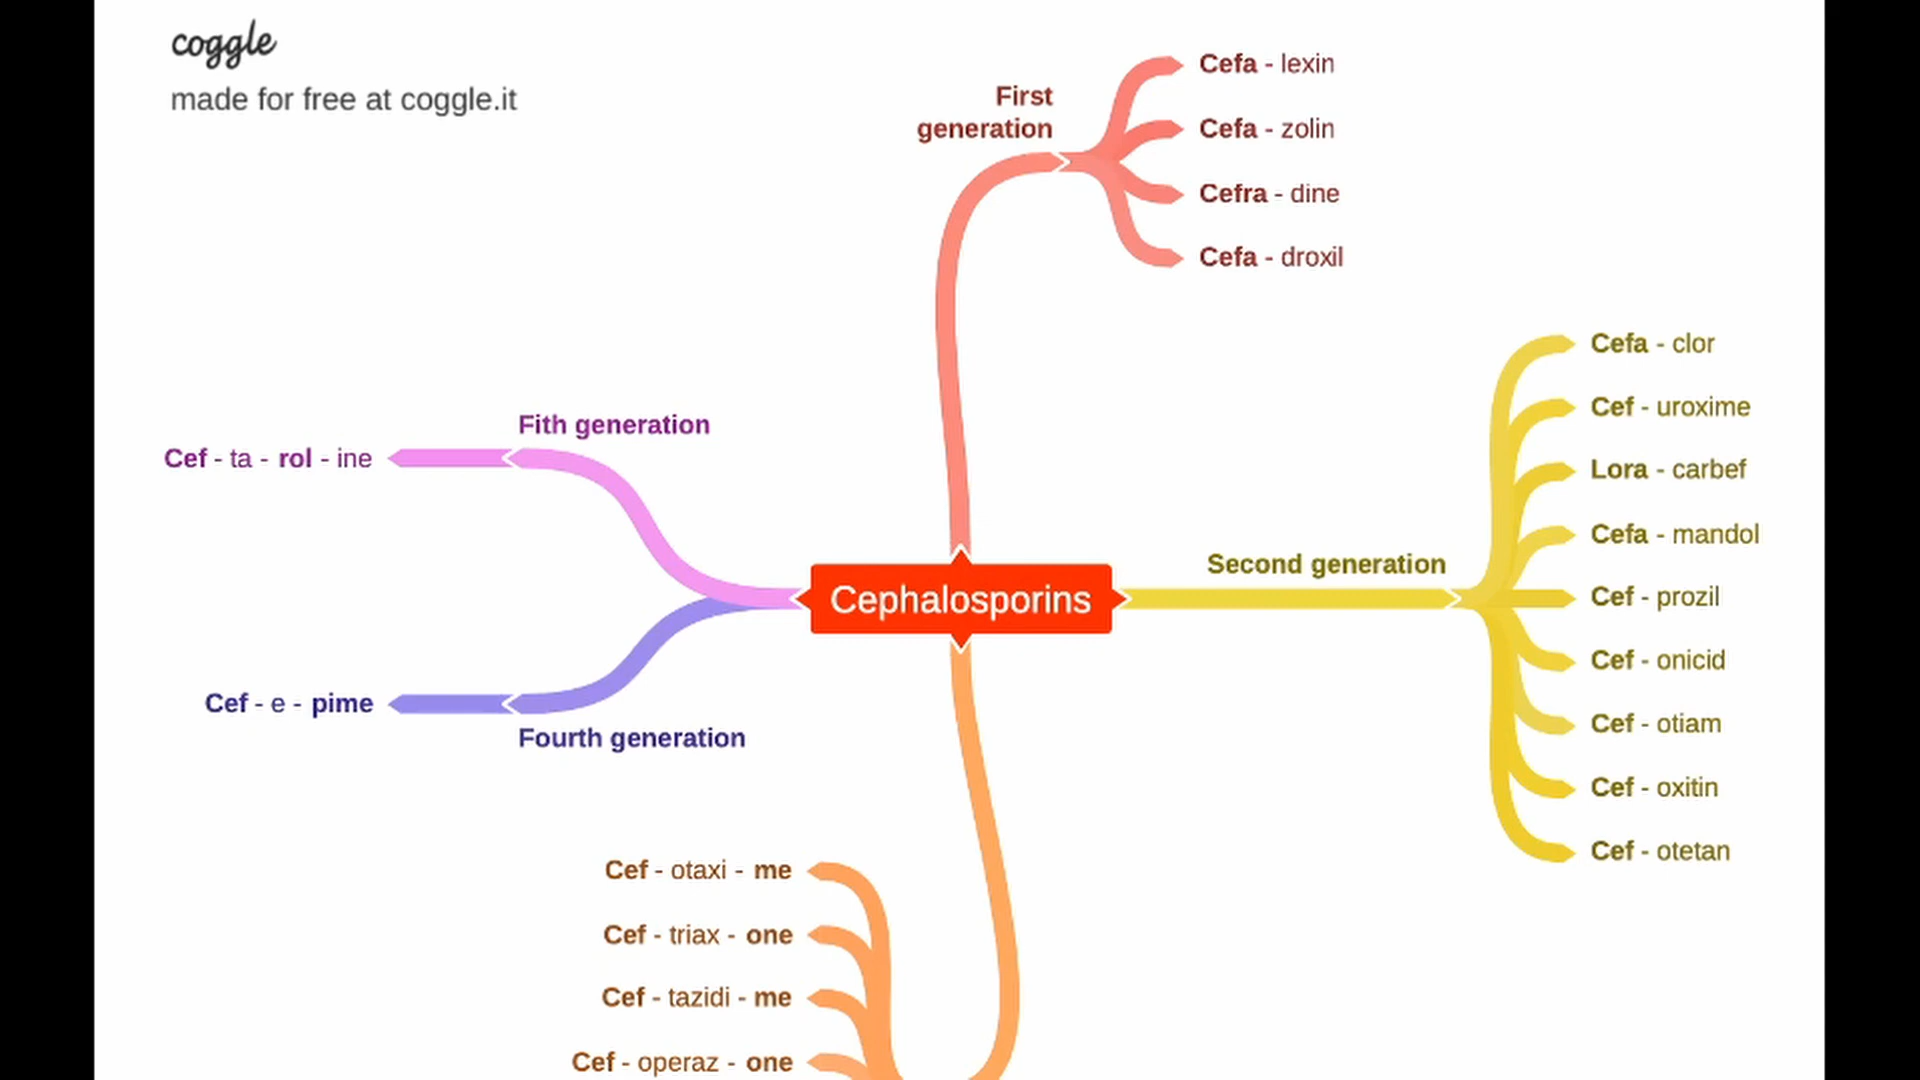 coggle
made for free at coggle.it
First
generation
Cefa - lexin
Cefa - zolin
Cefra - dine
Cefa - droxil
Cefa - clor
Cef - uroxime
Lora - carbef
Cefa - mandol
Second generation
Cef - prozil
Cef - onicid
Cef - otiam
Cef - oxitin
Cef - otetan
Fith generation
Cef - ta - rol - ine
Cephalosporins
Cef - e - pime
Fourth generation
Cef - otaxi - me
Cef - triax - one
Cef - tazidi - me
Cef - operaz - one